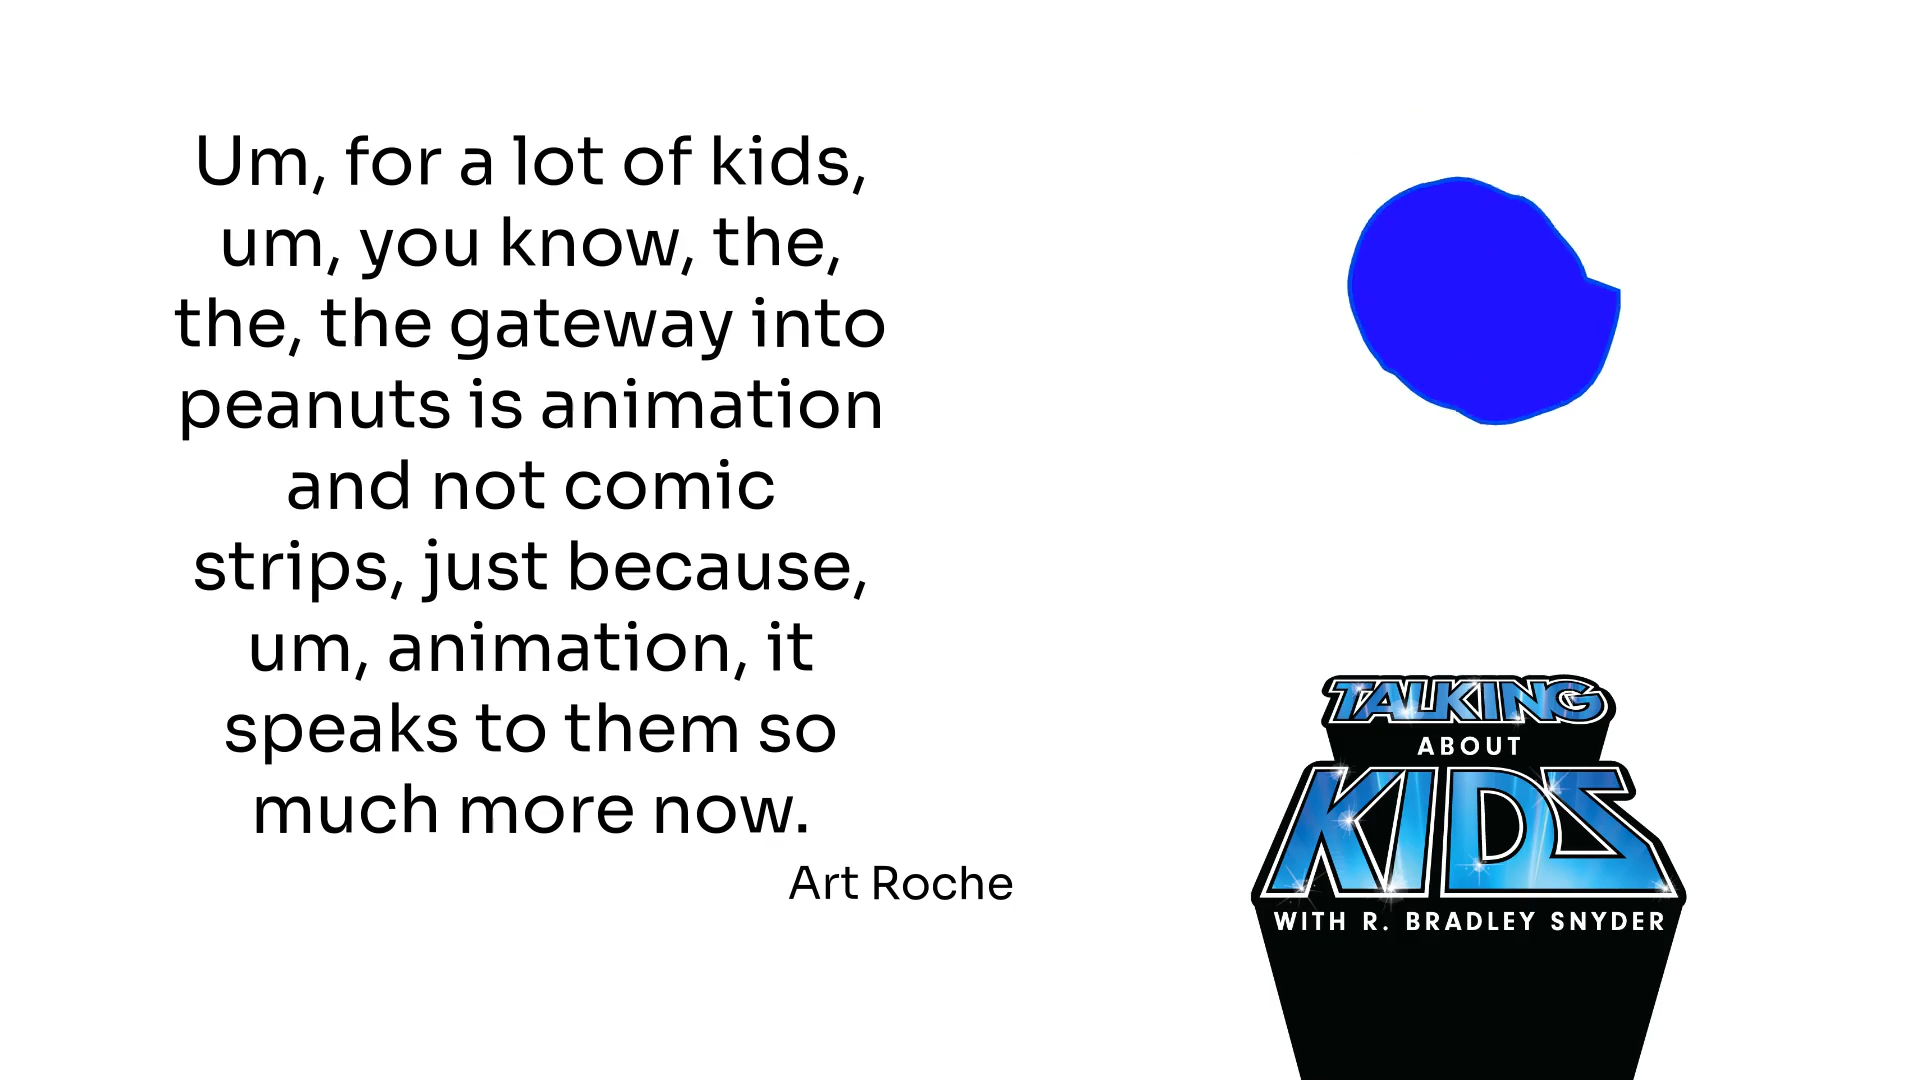 Um, for a lot of kids,
um, you know, the,
the, the gateway into
peanuts is animation
and not comic
strips, just because,
um, animation, it
speaks to them so
much more now.
Art Roche
TALKING
ABOUT
KIDS
WITH R. BRADLEY SNYDER